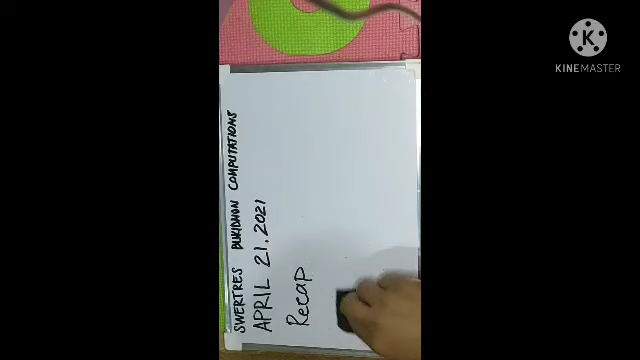 SWERTRES BUKIDNON COMPUTATIONS
APRIL 21, 2021
Recap
K
KINEMASTER